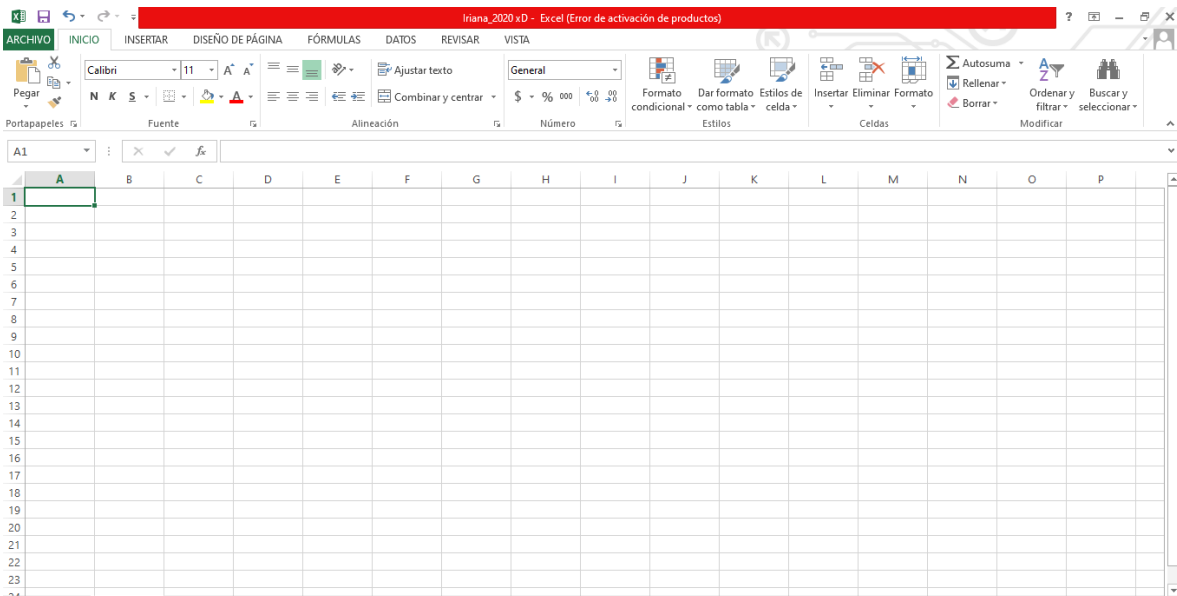 Iriana_2020 xD - Excel (Error de activación de productos)
?
ARCHIVO INICIO INSERTAR DISEÑO DE PÁGINA FÓRMULAS DATOS REVISAR VISTA
Pegar
Calibri 11 A A
N K S A
Ajustar texto
Combinar y centrar
General
$ % 000
Formato condicional
Dar formato como tabla
Estilos de celda
Insertar Eliminar Formato
Autosuma
Rellenar
Borrar
Ordenar y filtrar
Buscar y seleccionar
Portapapeles Fuente Alineación Número Estilos Celdas Modificar
A1 fx
A B C D E F G H I J K L M N O P
1
2
3
4
5
6
7
8
9
10
11
12
13
14
15
16
17
18
19
20
21
22
23